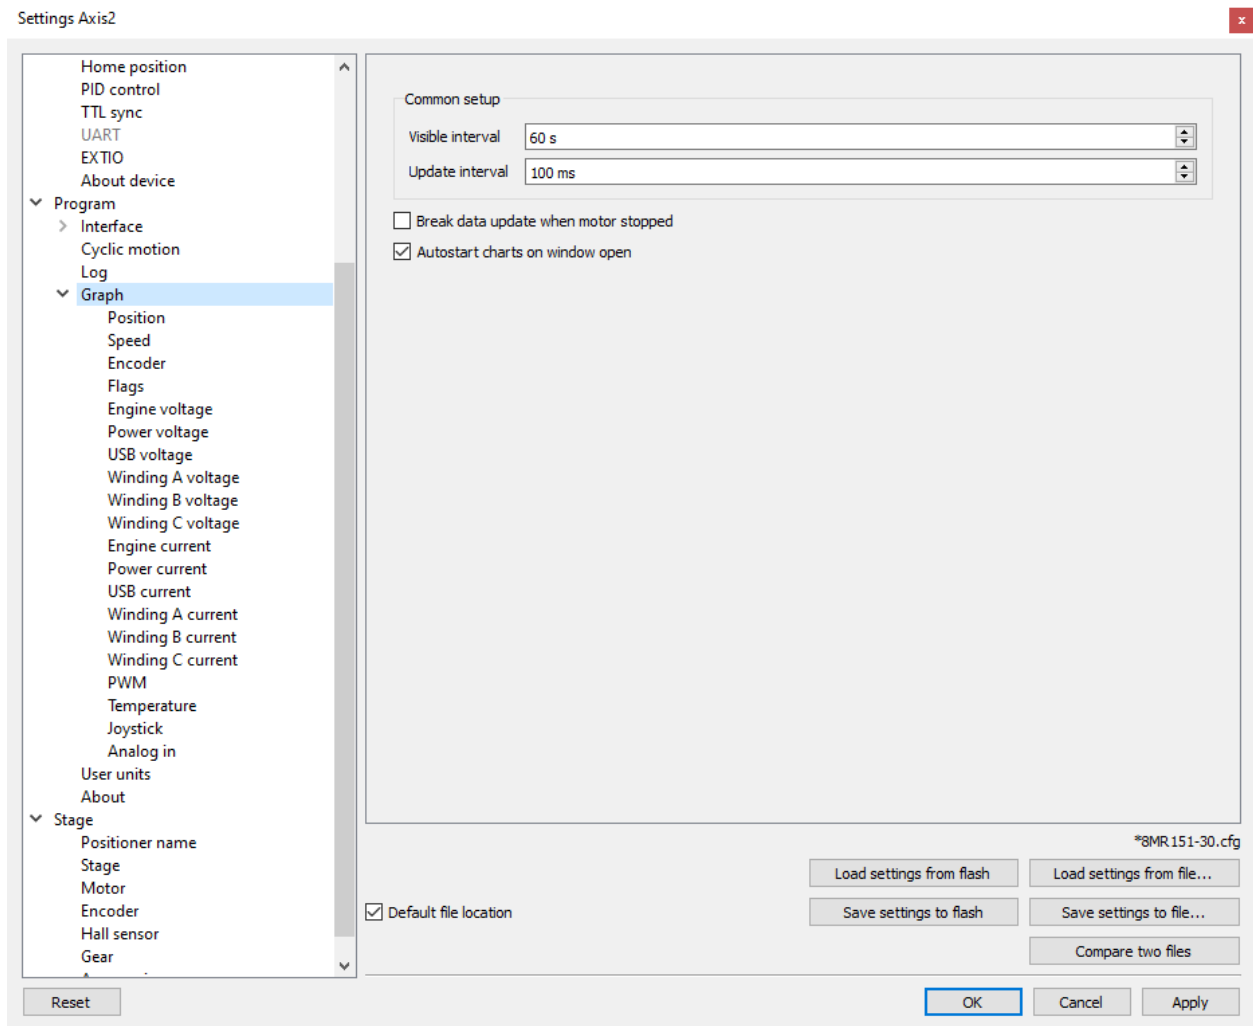 Settings Axis2
x
Home position
PID control
TTL sync
UART
EXTIO
About device
Program
Interface
Cyclic motion
Log
Graph
Position
Speed
Encoder
Flags
Engine voltage
Power voltage
USB voltage
Winding A voltage
Winding B voltage
Winding C voltage
Engine current
Power current
USB current
Winding A current
Winding B current
Winding C current
PWM
Temperature
Joystick
Analog in
User units
About
Stage
Positioner name
Stage
Motor
Encoder
Hall sensor
Gear
Common setup
Visible interval 60 s
Update interval 100 ms
Break data update when motor stopped
Autostart charts on window open
*8MR151-30.cfg
Load settings from flash Load settings from file...
Default file location Save settings to flash Save settings to file...
Compare two files
Reset OK Cancel Apply